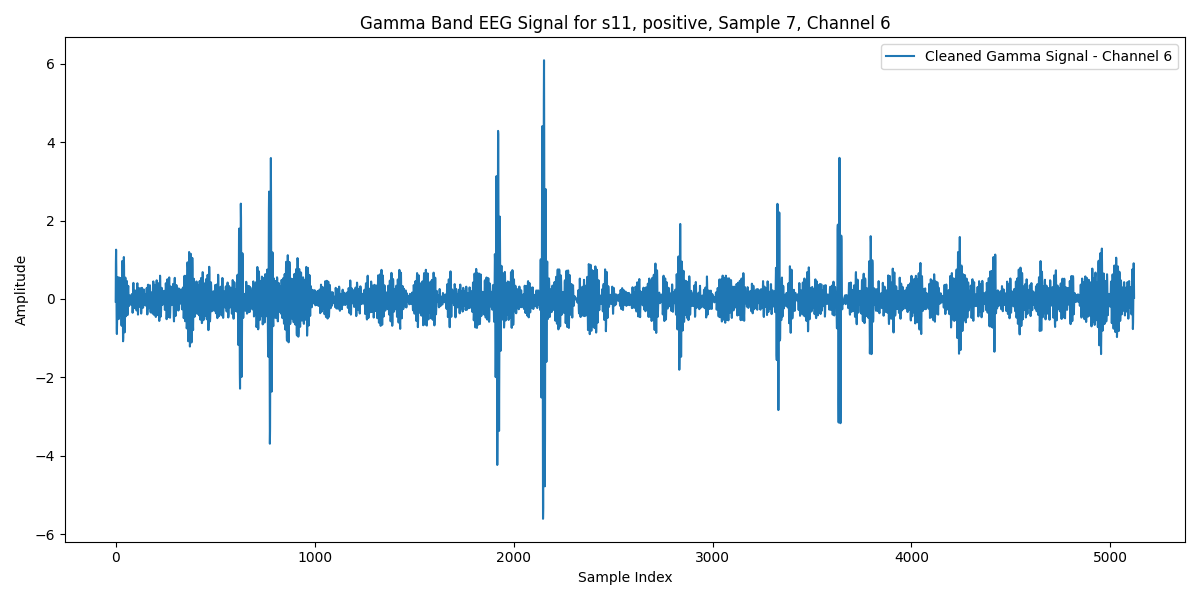 Gamma Band EEG Signal for s11, positive, Sample 7, Channel 6
Cleaned Gamma Signal - Channel 6
6
4
2
0
−2
−4
−6
Amplitude
0 1000 2000 3000 4000 5000
Sample Index